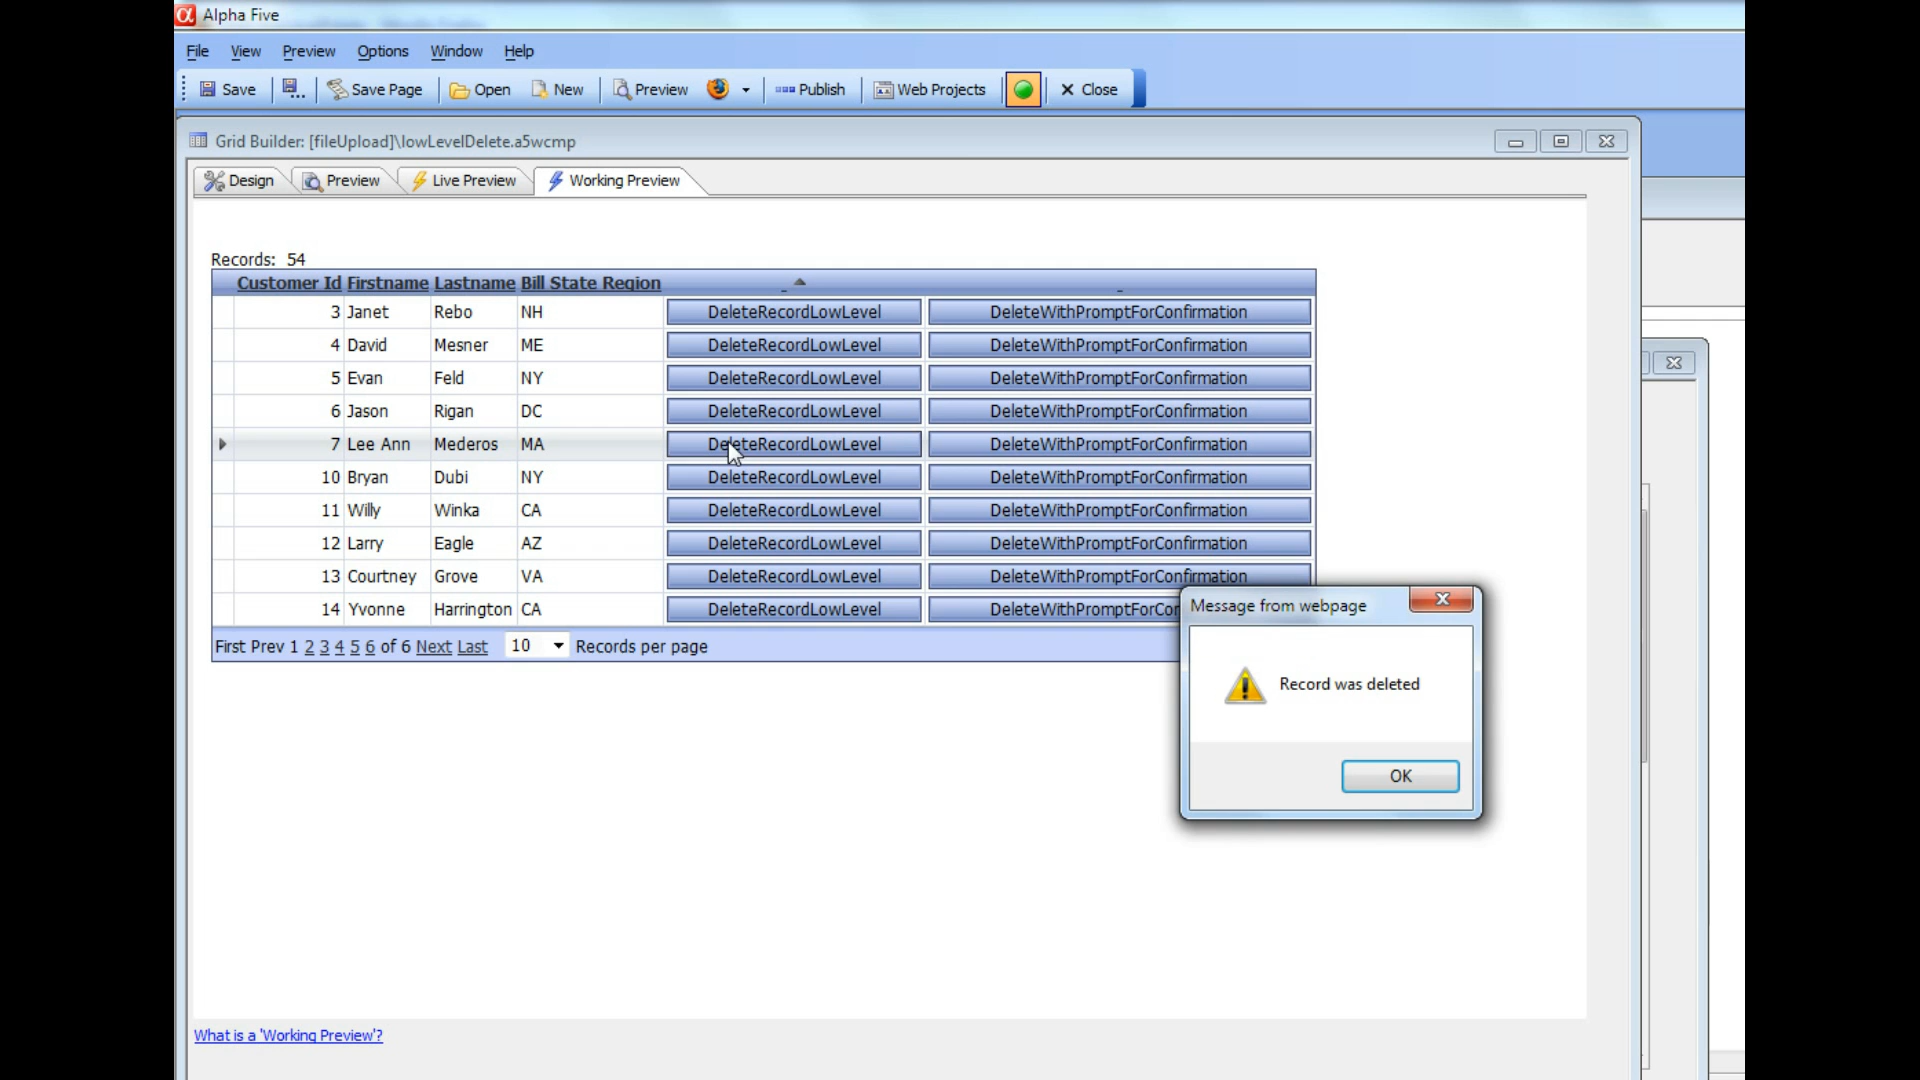 Alpha Five
File View Preview Options Window Help
Save Save Page Open New Preview Publish Web Projects Close
Grid Builder: [fileUpload]\lowLevelDelete.a5wcmp
Design Preview Live Preview Working Preview
Records: 54
Customer Id Firstname Lastname Bill State Region
3 Janet Rebo NH DeleteRecordLowLevel DeleteWithPromptForConfirmation
4 David Mesner ME DeleteRecordLowLevel DeleteWithPromptForConfirmation
5 Evan Feld NY DeleteRecordLowLevel DeleteWithPromptForConfirmation
6 Jason Rigan DC DeleteRecordLowLevel DeleteWithPromptForConfirmation
7 Lee Ann Mederos MA DeleteRecordLowLevel DeleteWithPromptForConfirmation
10 Bryan Dubi NY DeleteRecordLowLevel DeleteWithPromptForConfirmation
11 Willy Winka CA DeleteRecordLowLevel DeleteWithPromptForConfirmation
12 Larry Eagle AZ DeleteRecordLowLevel DeleteWithPromptForConfirmation
13 Courtney Grove VA DeleteRecordLowLevel DeleteWithPromptForConfirmation
14 Yvonne Harrington CA DeleteRecordLowLevel DeleteWithPromptForCon
First Prev 1 2 3 4 5 6 of 6 Next Last 10 Records per page
Message from webpage
Record was deleted
OK
What is a 'Working Preview'?